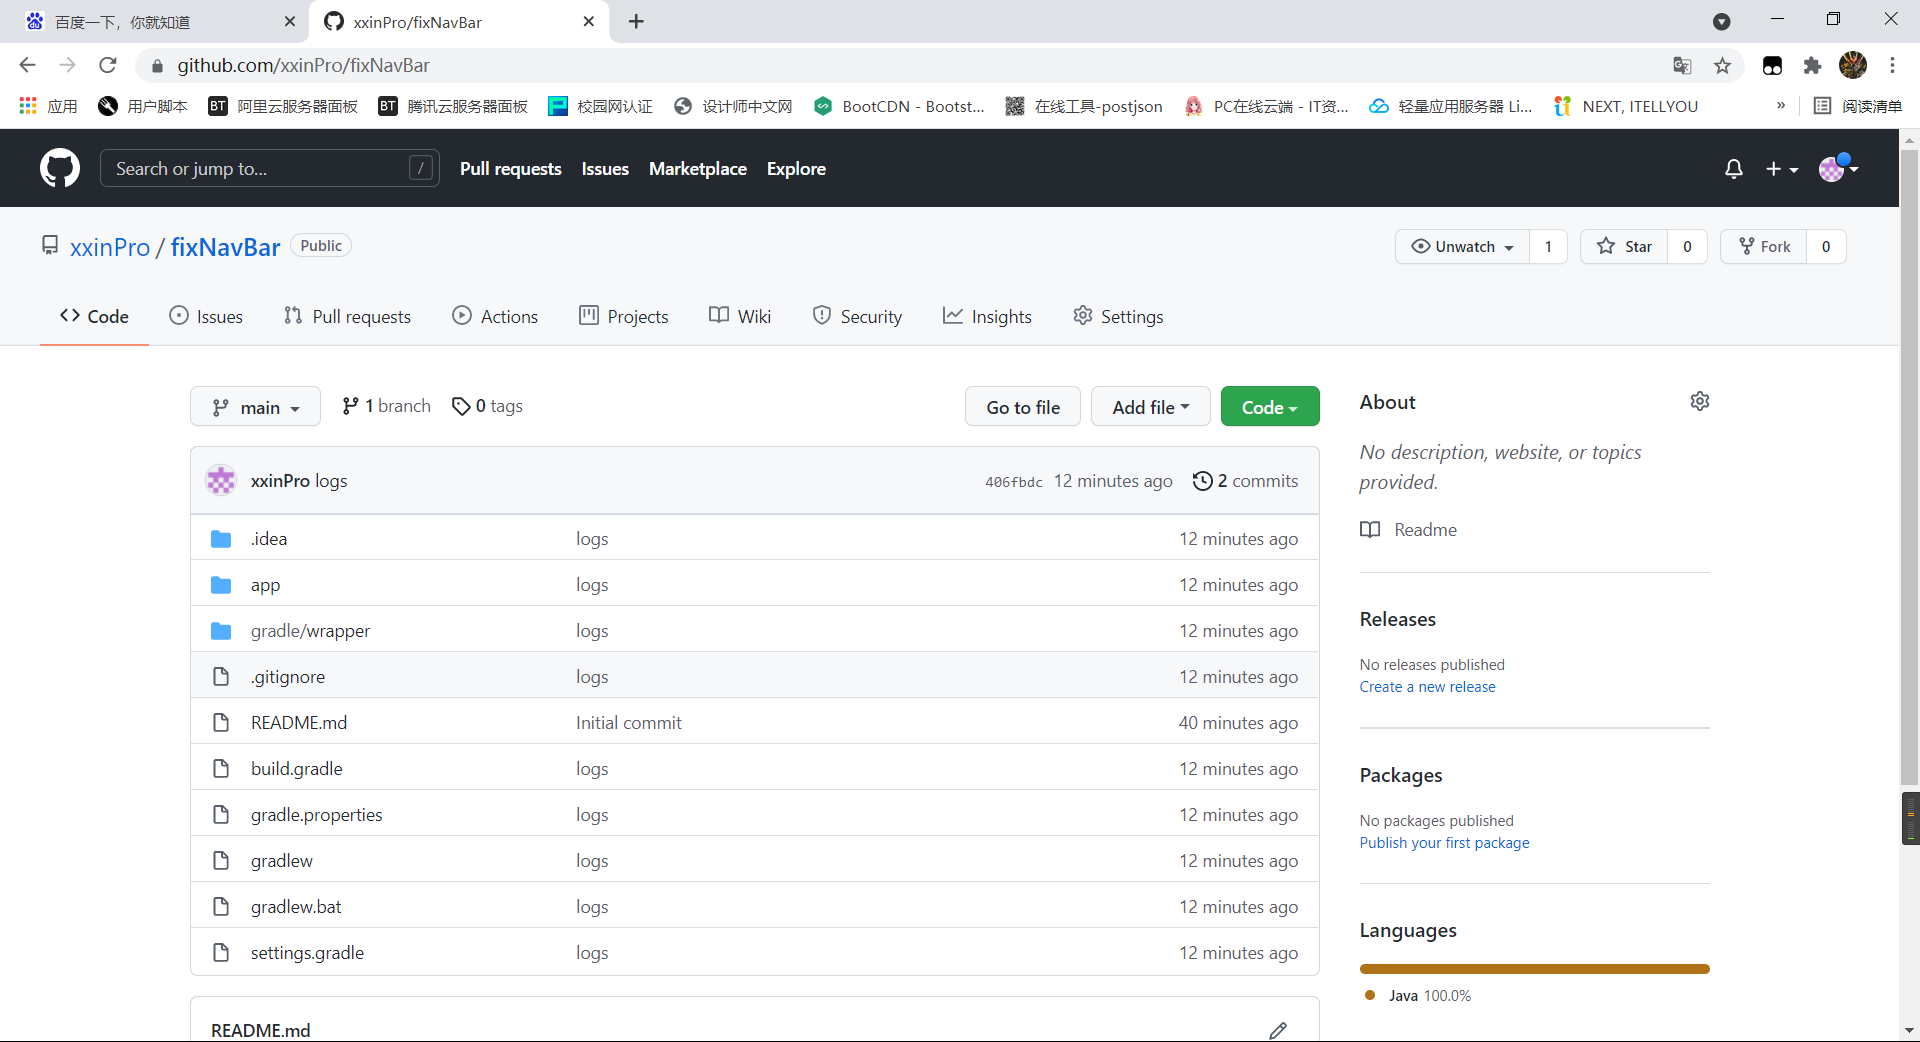 百度一下，你就知道
xxinPro/fixNavBar
github.com/xxinPro/fixNavBar
应用 用户脚本 BT 阿里云服务器面板 BT 腾讯云服务器面板 校园网认证 设计师中文网 BootCDN - Bootst... 在线工具-postjson PC在线云端 - IT资... 轻量应用服务器 Li... NEXT, ITELLYOU » 阅读清单
Search or jump to... / Pull requests Issues Marketplace Explore
xxinPro / fixNavBar Public Unwatch 1 Star 0 Fork 0
Code Issues Pull requests Actions Projects Wiki Security Insights Settings
main 1 branch 0 tags Go to file Add file Code
xxinPro logs 406fbdc 12 minutes ago 2 commits
.idea logs 12 minutes ago
app logs 12 minutes ago
gradle/wrapper logs 12 minutes ago
.gitignore logs 12 minutes ago
README.md Initial commit 40 minutes ago
build.gradle logs 12 minutes ago
gradle.properties logs 12 minutes ago
gradlew logs 12 minutes ago
gradlew.bat logs 12 minutes ago
settings.gradle logs 12 minutes ago
README.md
About
No description, website, or topics
provided.
Readme
Releases
No releases published
Create a new release
Packages
No packages published
Publish your first package
Languages
Java 100.0%